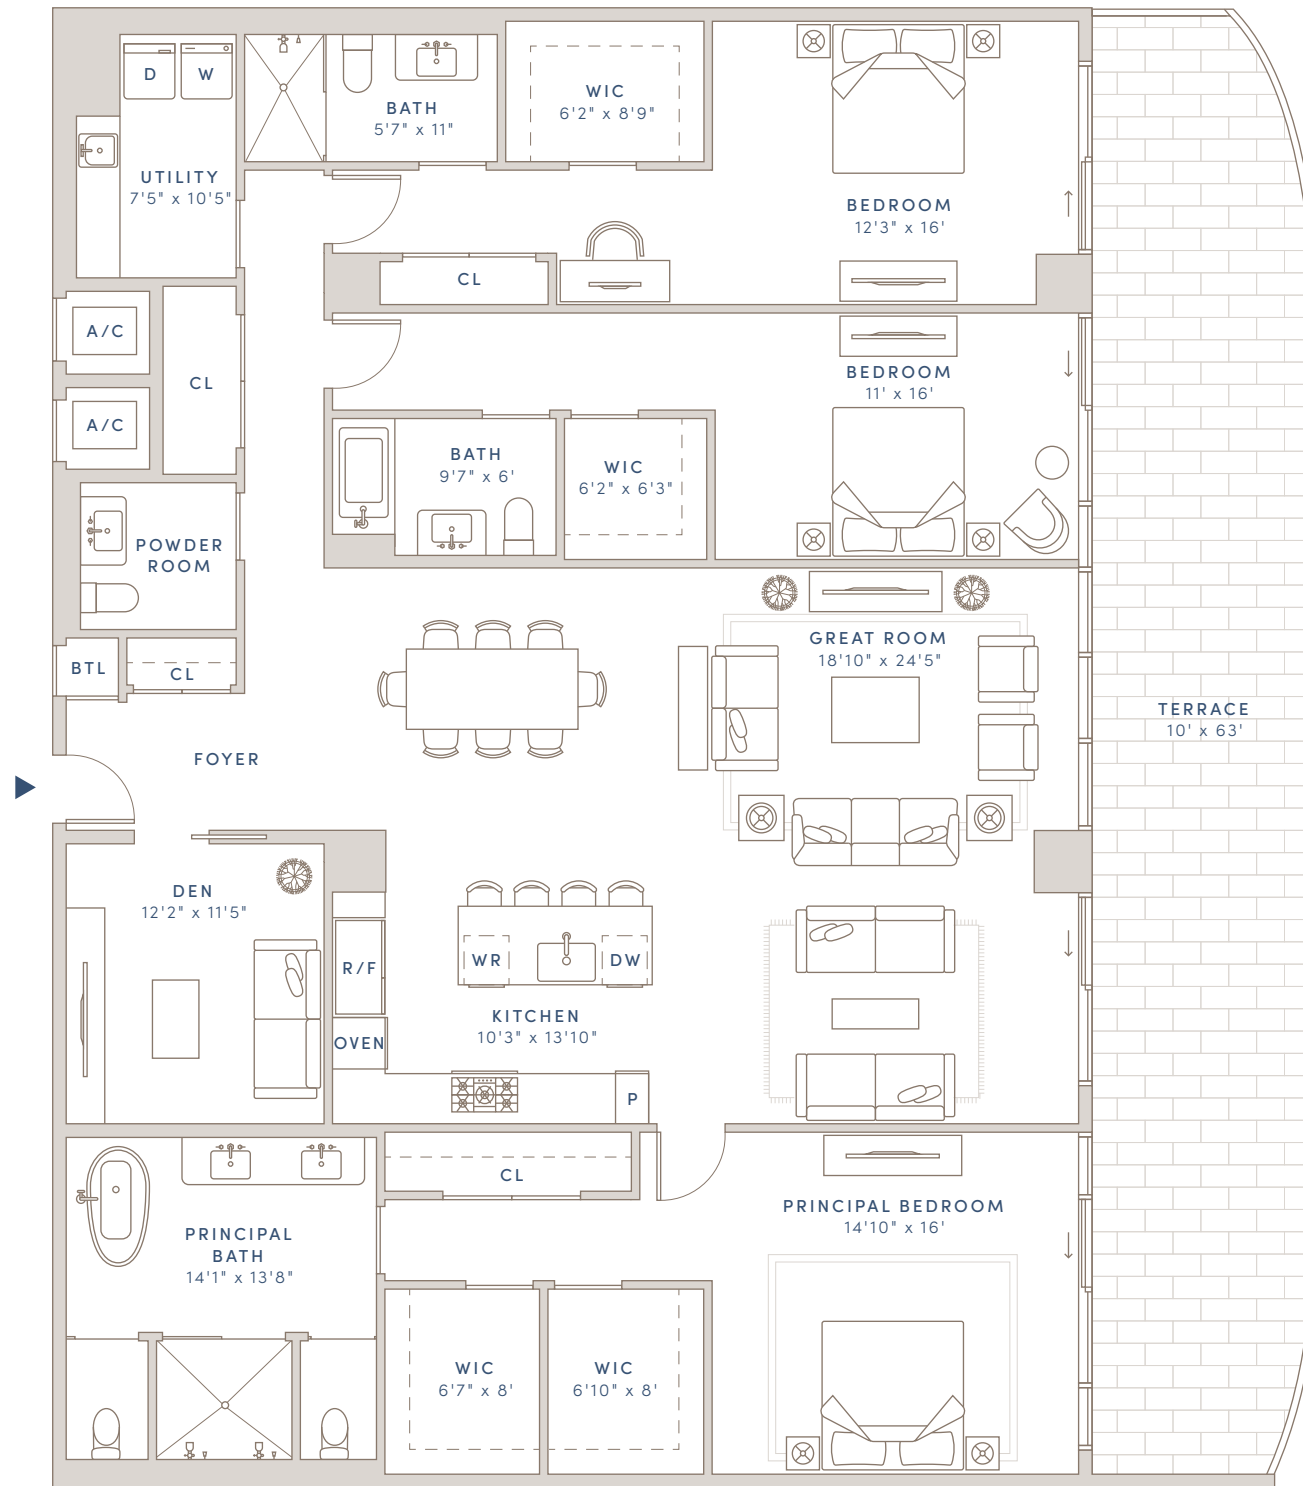 D
W
BATH
5'7" x 11"
WIC
6'2" x 8'9"
UTILITY
7'5" x 10'5"
BEDROOM
12'3" x 16'
CL
A/C
CL
A/C
BEDROOM
11' x 16'
BATH
9'7" x 6'
WIC
6'2" x 6'3"
POWDER
ROOM
BTL
CL
GREAT ROOM
18'10" x 24'5"
TERRACE
10' x 63'
FOYER
DEN
12'2" x 11'5"
R/F
WR
DW
KITCHEN
10'3" x 13'10"
OVEN
P
CL
PRINCIPAL BEDROOM
14'10" x 16'
PRINCIPAL
BATH
14'1" x 13'8"
WIC
6'7" x 8'
WIC
6'10" x 8'